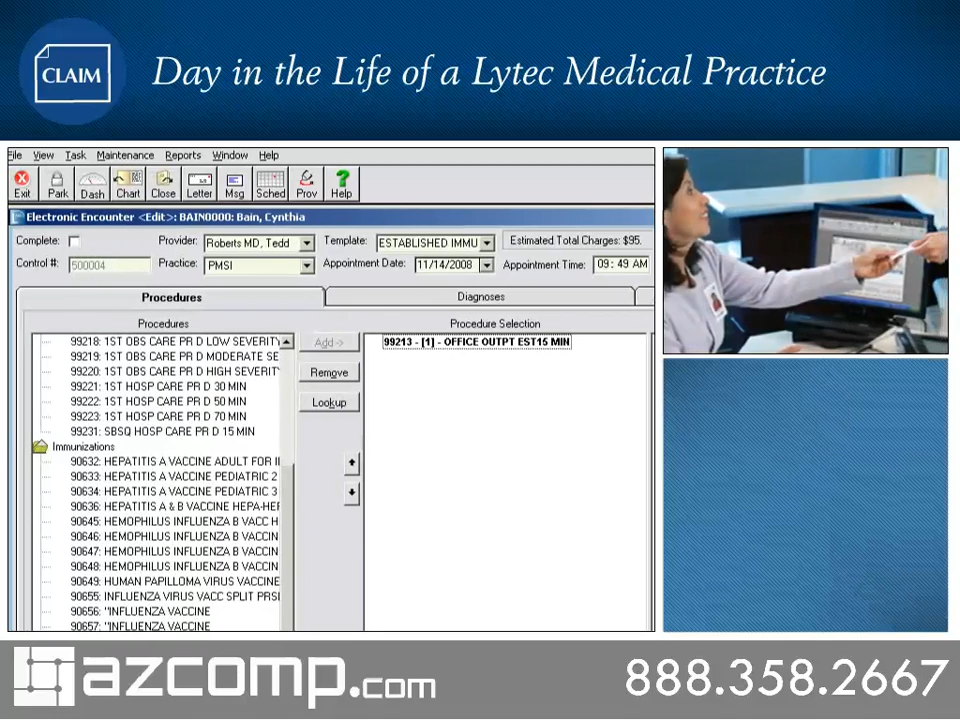 CLAIM
Day in the Life of a Lytec Medical Practice
File View Task Maintenance Reports Window Help
Exit Park Dash Chart Close Letter Msg Sched Prov Help
Electronic Encounter <Edit>: BAIN0000: Bain, Cynthia
Complete: Provider: Roberts MD, Tedd Template: ESTABLISHED IMMU Estimated Total Charges: $95.
Control #: 500004 Practice: PMSI Appointment Date: 11/14/2008 Appointment Time: 09:49 AM
Procedures Diagnoses
Procedures Procedure Selection
99218: 1ST OBS CARE PR D LOW SEVERITY Add -> 99213 - [1] - OFFICE OUTPT EST15 MIN
99219: 1ST OBS CARE PR D MODERATE SE
99220: 1ST OBS CARE PR D HIGH SEVERIT Remove
99221: 1ST HOSP CARE PR D 30 MIN
99222: 1ST HOSP CARE PR D 50 MIN Lookup
99223: 1ST HOSP CARE PR D 70 MIN
99231: SBSQ HOSP CARE PR D 15 MIN
Immunizations
90632: HEPATITIS A VACCINE ADULT FOR I
90633: HEPATITIS A VACCINE PEDIATRIC 2
90634: HEPATITIS A VACCINE PEDIATRIC 3
90636: HEPATITIS A & B VACCINE HEPA-HEF
90645: HEMOPHILUS INFLUENZA B VACC H
90646: HEMOPHILUS INFLUENZA B VACCIN
90647: HEMOPHILUS INFLUENZA B VACCIN
90648: HEMOPHILUS INFLUENZA B VACCIN
90649: HUMAN PAPILLOMA VIRUS VACCINE
90655: INFLUENZA VIRUS VACC SPLIT PRSI
90656: "INFLUENZA VACCINE
90657: "INFLUENZA VACCINE
azcomp.com 888.358.2667